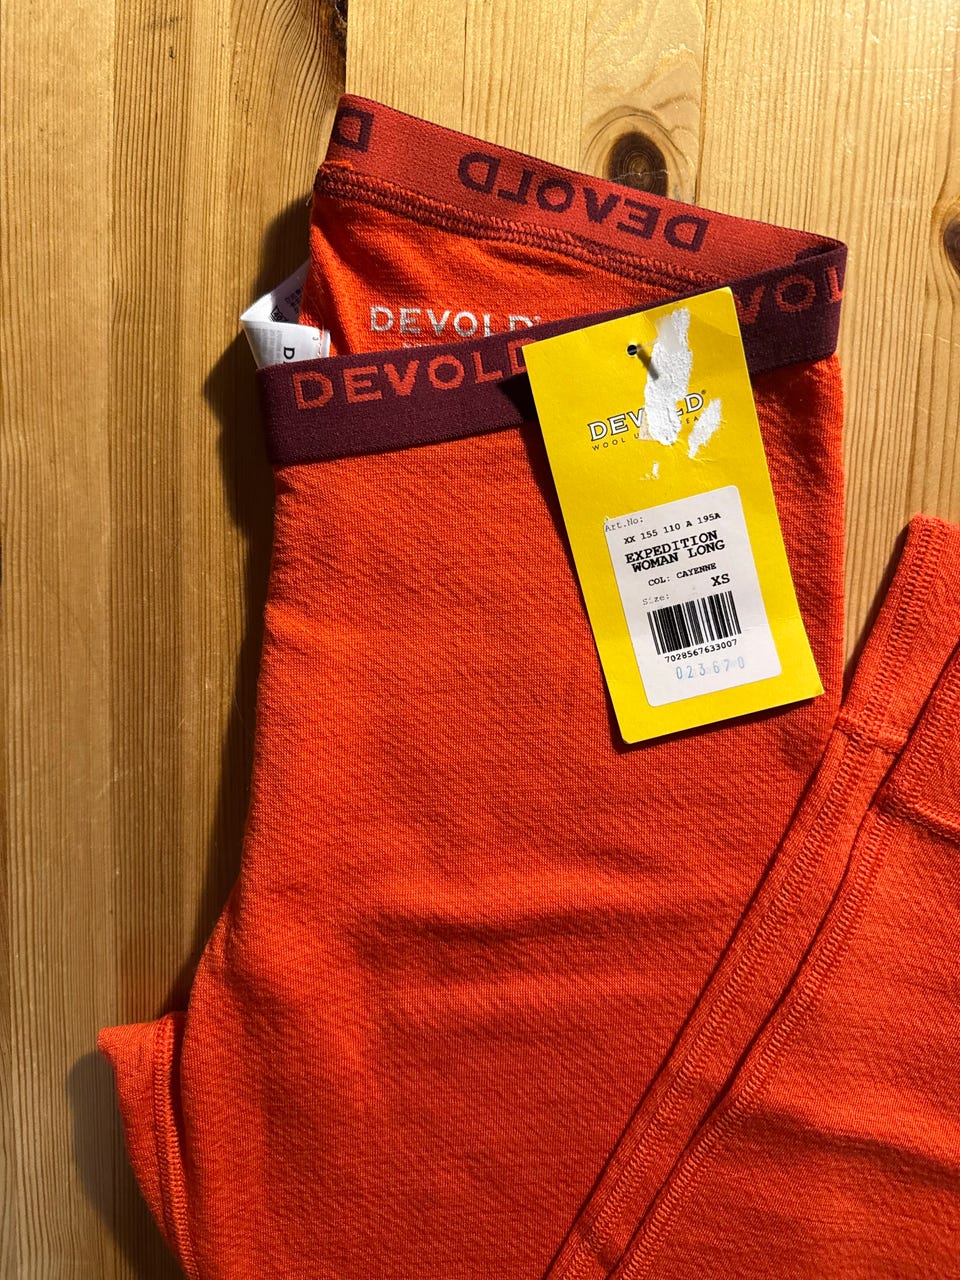 DEVOLD
DEVOLD
DEVOLD
DEVOLD
WOOL
Art.No:
XX 155 110 A 195A
EXPEDITION
WOMAN LONG
COL: CAYENNE
Size: XS
7028567633007
023670